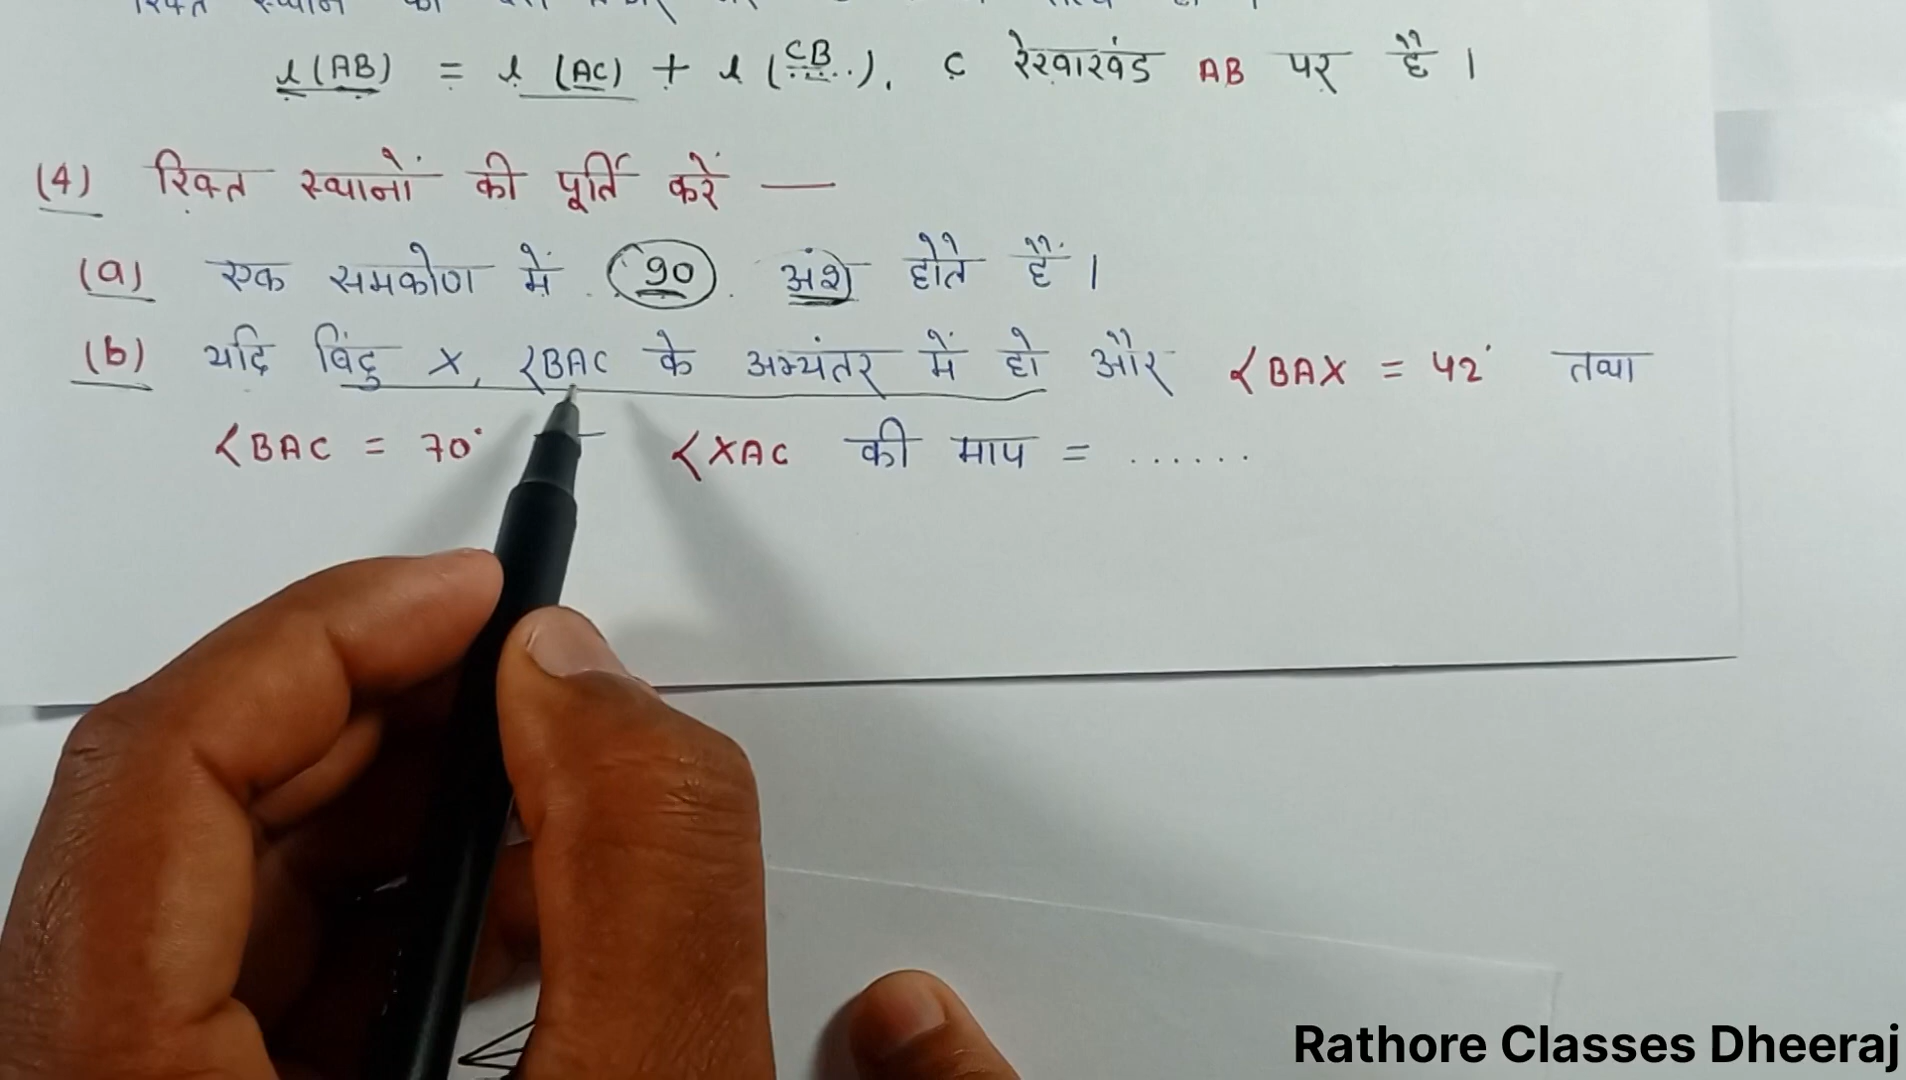 l (AB) = l (AC) + l (CB.), C रेखाखंड AB पर है ।
(4) रिक्त स्थानों की पूर्ति करें —
(a) एक समकोण में . 90 . अंश होते हैं ।
(b) यदि बिंदु X, ∠BAC के अभ्यंतर में हो और ∠BAX = 42° तथा
∠BAC = 70° ∠XAC की माप = ......
Rathore Classes Dheeraj